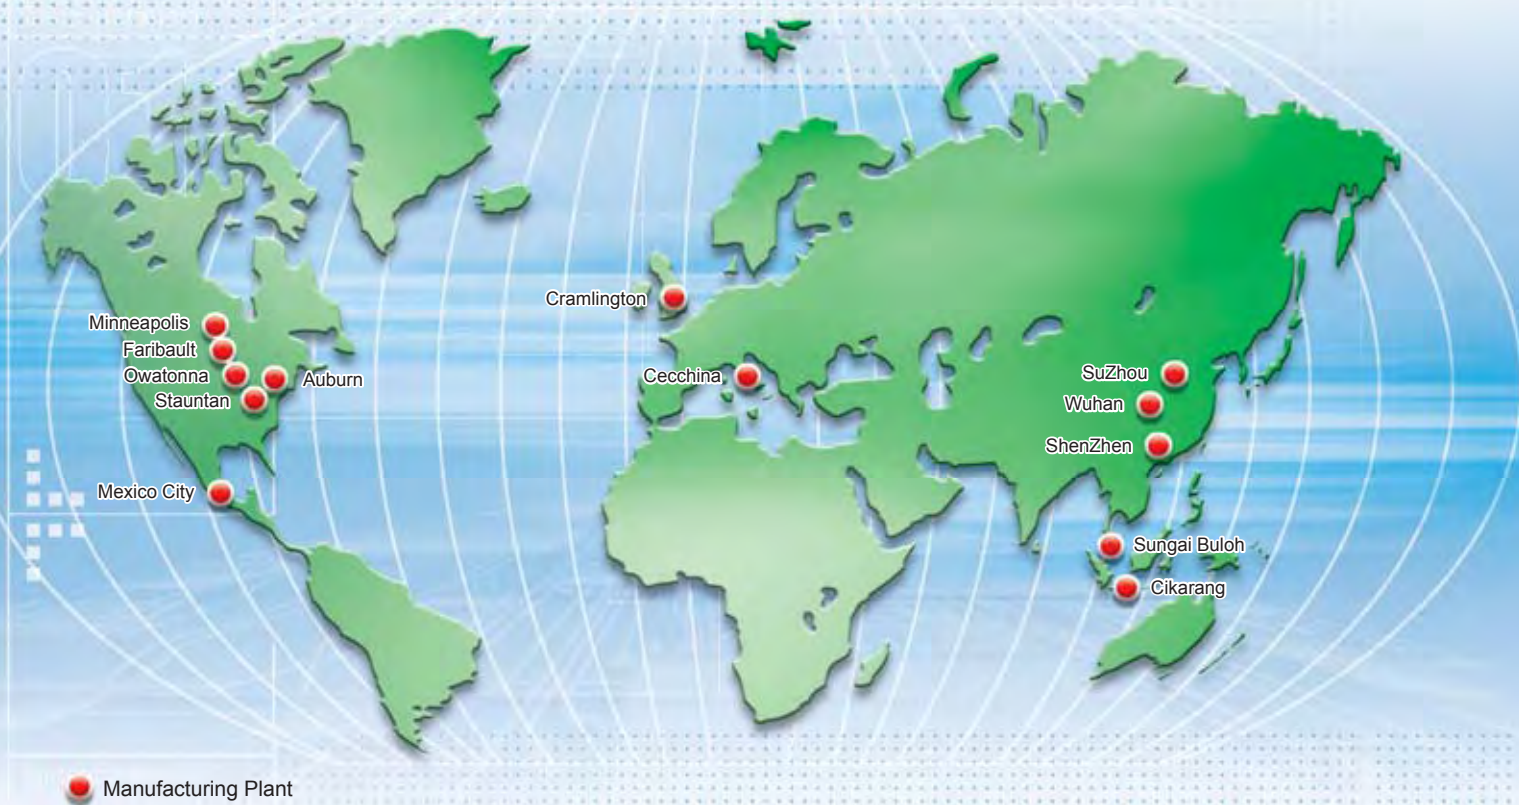 Cramlington
Minneapolis
Faribault
Owatonna
Auburn
Stauntan
Mexico City
Cecchina
SuZhou
Wuhan
ShenZhen
Sungai Buloh
Cikarang
Manufacturing Plant